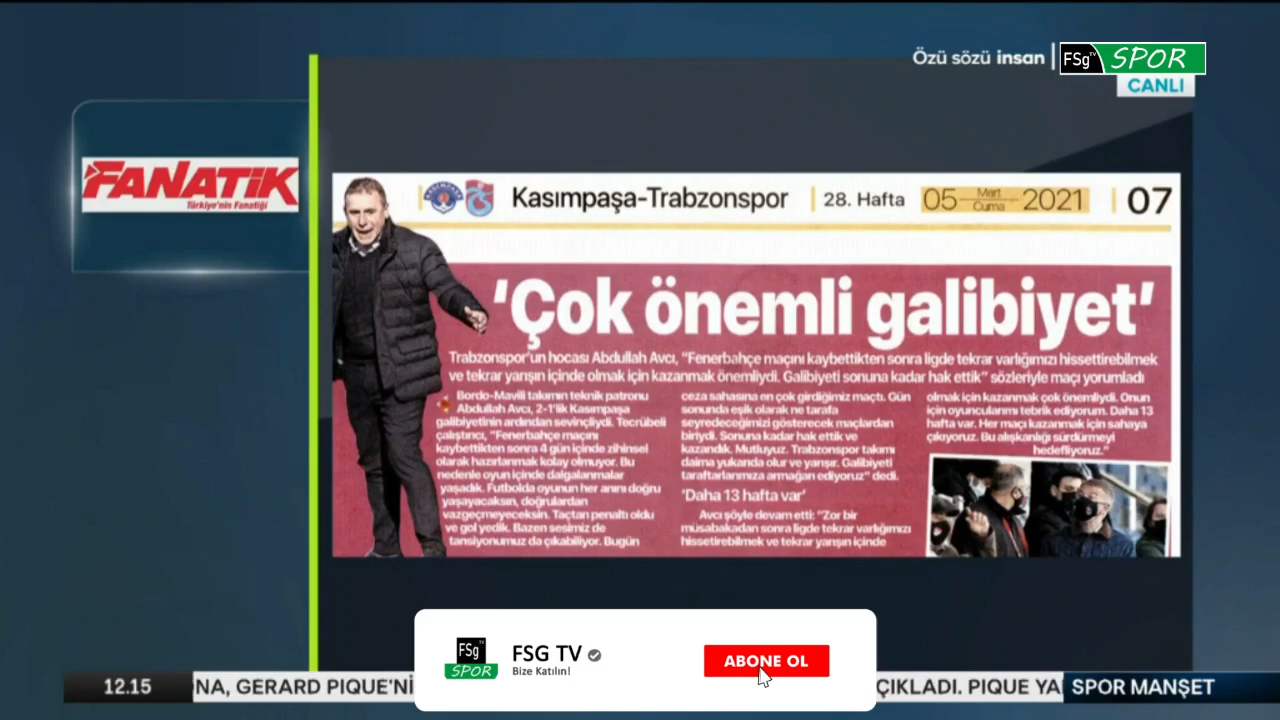 Özü sözü insan
FSgTV SPOR
CANLI
FANATİK
Türkiye'nin Fanatiği
Kasımpaşa-Trabzonspor
28. Hafta
05 Mart Cuma 2021
07
'Çok önemli galibiyet'
Trabzonspor'un hocası Abdullah Avcı, "Fenerbahçe maçını kaybettikten sonra ligde tekrar varlığımızı hissettirebilmek
ve tekrar yarışın içinde olmak için kazanmak önemliydi. Galibiyeti sonuna kadar hak ettik" sözleriyle maçı yorumladı
Bordo-Mavili takımın teknik patronu
Abdullah Avcı, 2-1'lik Kasımpaşa
galibiyetinin ardından sevinçliydi. Tecrübeli
çalıştırıcı, "Fenerbahçe maçını
kaybettikten sonra 4 gün içinde zihinsel
olarak hazırlanmak kolay olmuyor. Bu
nedenle oyun içinde dalgalanmalar
yaşadık. Futbolda oyunun her anını doğru
yaşayacaksın, doğrulardan
vazgeçmeyeceksin. Taçtan penaltı oldu
ve gol yedik. Bazen sesimiz de
tansiyonumuz da çıkabiliyor. Bugün
ceza sahasına en çok girdiğimiz maçtı. Gün
sonunda eşik olarak ne tarafa
seyredeceğimizi gösterecek maçlardan
biriydi. Sonuna kadar hak ettik ve
kazandık. Mutluyuz. Trabzonspor takımı
daima yukarıda olur ve yarışır. Galibiyeti
taraftarlarımıza armağan ediyoruz" dedi.
'Daha 13 hafta var'
Avcı şöyle devam etti: "Zor bir
müsabakadan sonra ligde tekrar varlığımızı
hissetirebilmek ve tekrar yarışın içinde
olmak için kazanmak çok önemliydi. Onun
için oyuncularımı tebrik ediyorum. Daha 13
hafta var. Her maçı kazanmak için sahaya
çıkıyoruz. Bu alışkanlığı sürdürmeyi
hedefliyoruz."
FSgTV SPOR
FSG TV
Bize Katılın!
ABONE OL
12.15
NA, GERARD PIQUE'Nİ
ÇIKLADI. PIQUE YA
SPOR MANŞET